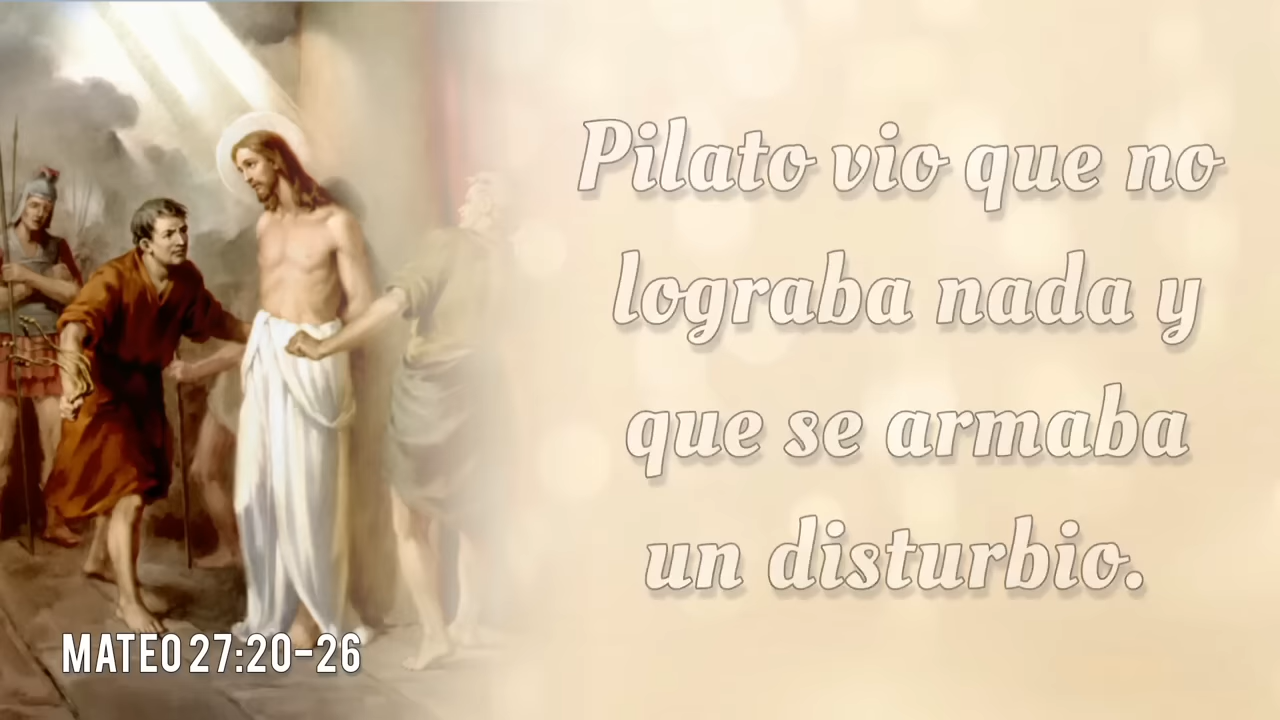 Pilato vio que no
lograba nada y
que se armaba
un disturbio.
MATEO 27:20-26